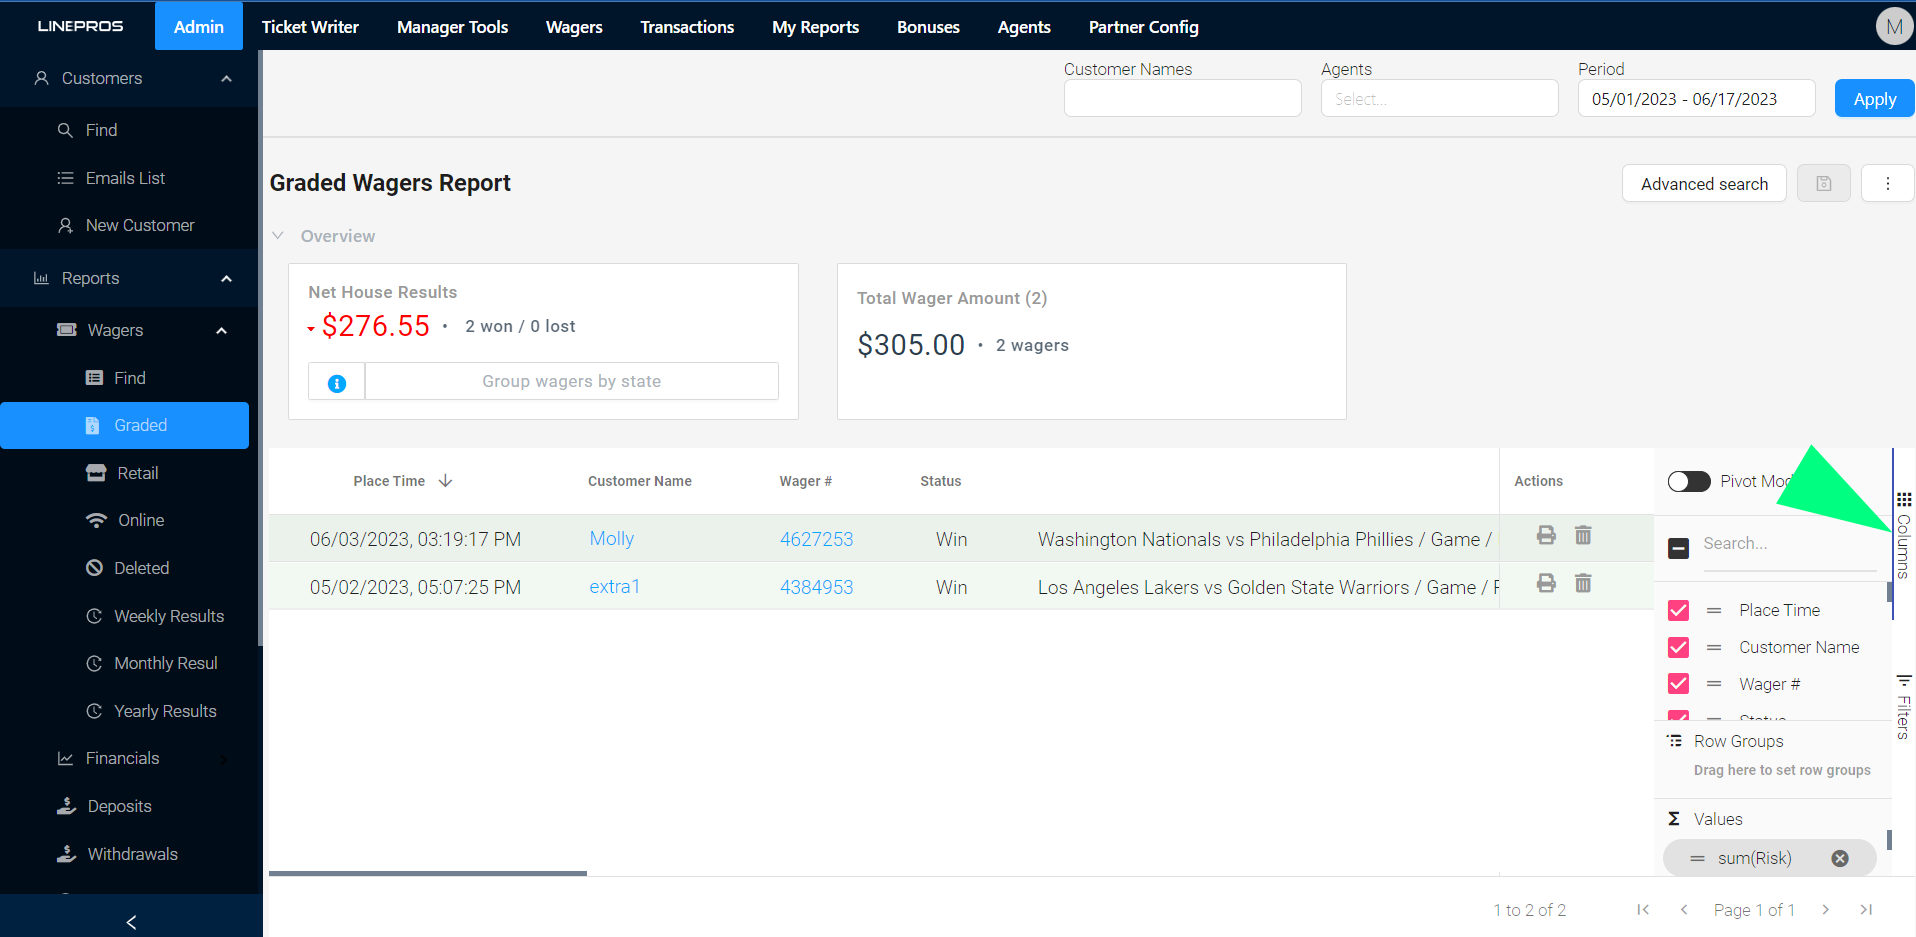 LINEPROS
Admin
Ticket Writer
Manager Tools
Wagers
Transactions
My Reports
Bonuses
Agents
Partner Config
M
Customers
Find
Emails List
New Customer
Reports
Wagers
Find
Graded
Retail
Online
Deleted
Weekly Results
Monthly Resul
Yearly Results
Financials
Deposits
Withdrawals
Customer Names
Agents
Select...
Period
05/01/2023 - 06/17/2023
Apply
Graded Wagers Report
Advanced search
Overview
Net House Results
$276.55 • 2 won / 0 lost
Group wagers by state
Total Wager Amount (2)
$305.00 • 2 wagers
Place Time Customer Name Wager # Status Actions
06/03/2023, 03:19:17 PM Molly 4627253 Win Washington Nationals vs Philadelphia Phillies / Game /
05/02/2023, 05:07:25 PM extra1 4384953 Win Los Angeles Lakers vs Golden State Warriors / Game /
Pivot Mo
Search...
Place Time
Customer Name
Wager #
Status
Row Groups
Drag here to set row groups
Values
sum(Risk)
Columns
Filters
1 to 2 of 2
Page 1 of 1